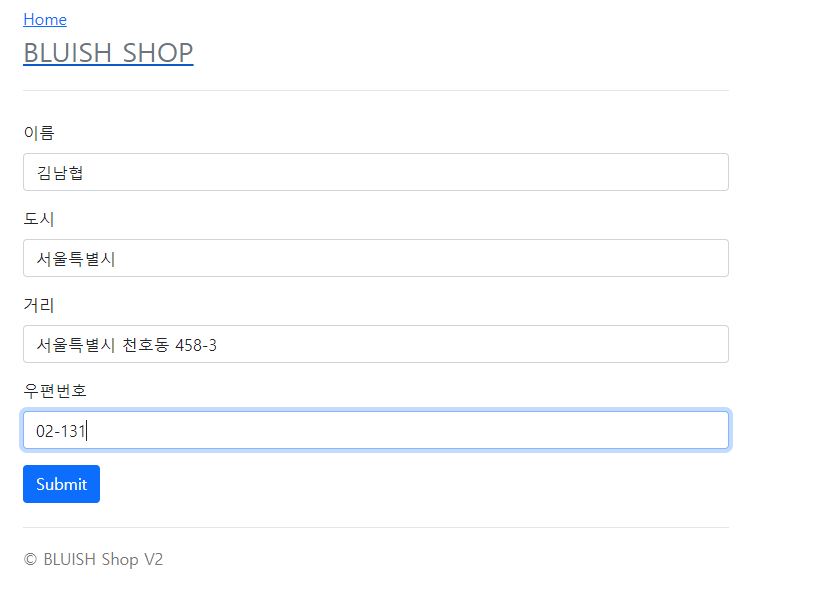 Home
BLUISH SHOP
이름
김남협
도시
서울특별시
거리
서울특별시 천호동 458-3
우편번호
02-131
Submit
© BLUISH Shop V2